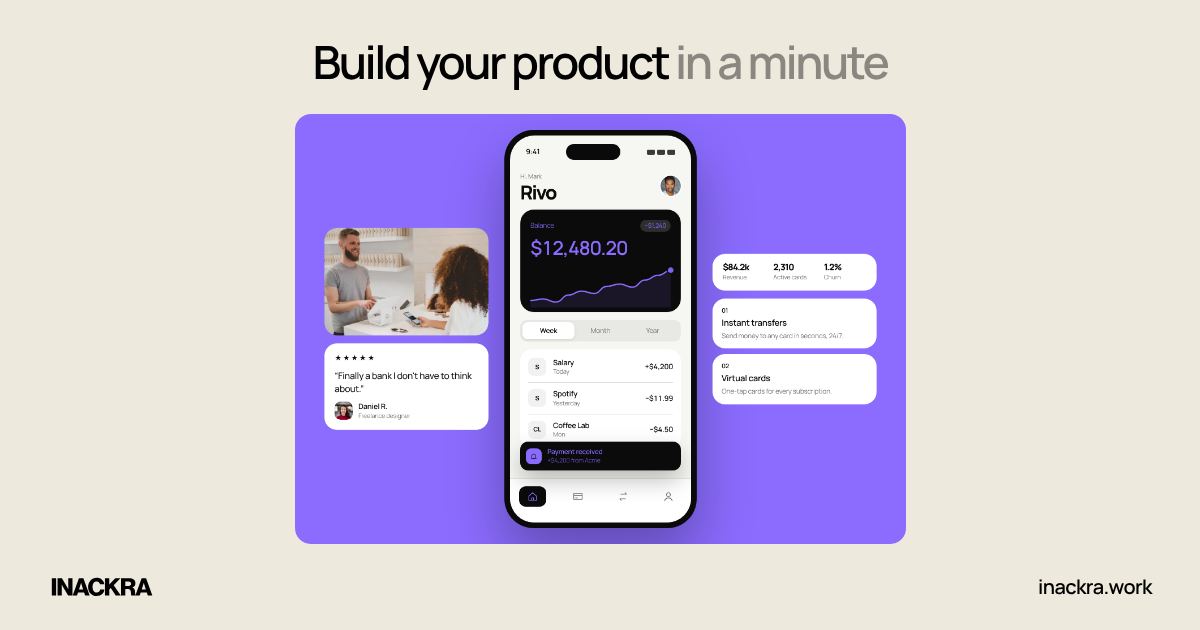 Build your product in a minute
9:41
Hi, Mark
Rivo
Balance
~$1,240
$12,480.20
Week
Month
Year
S
Salary
Today
+$4,200
S
Spotify
Yesterday
−$11.99
CL
Coffee Lab
Mon
−$4.50
Payment received
+$4,200 from Acme
★ ★ ★ ★ ★
“Finally a bank I don't have to think
about.”
Daniel R.
Freelance designer
$84.2k
Revenue
2,310
Active cards
1.2%
Churn
01
Instant transfers
Send money to any card in seconds, 24/7.
02
Virtual cards
One-tap cards for every subscription.
INACKRA
inackra.work